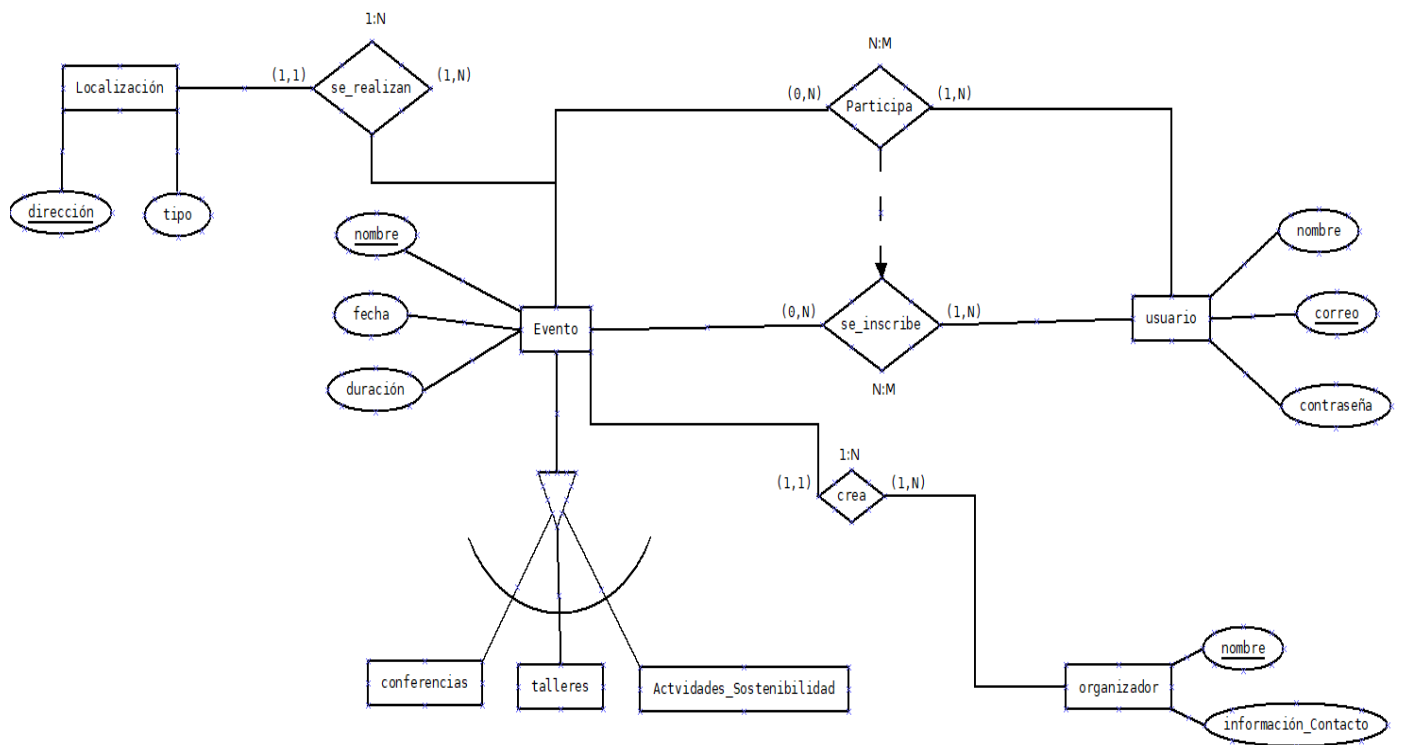 1:N
N:M
Localización
(1,1)
se_realizan
(1,N)
(0,N)
Participa
(1,N)
dirección
tipo
nombre
nombre
fecha
Evento
(0,N)
se_inscribe
(1,N)
usuario
correo
duración
N:M
contraseña
1:N
(1,1)
crea
(1,N)
conferencias
talleres
Actvidades_Sostenibilidad
organizador
nombre
información_Contacto